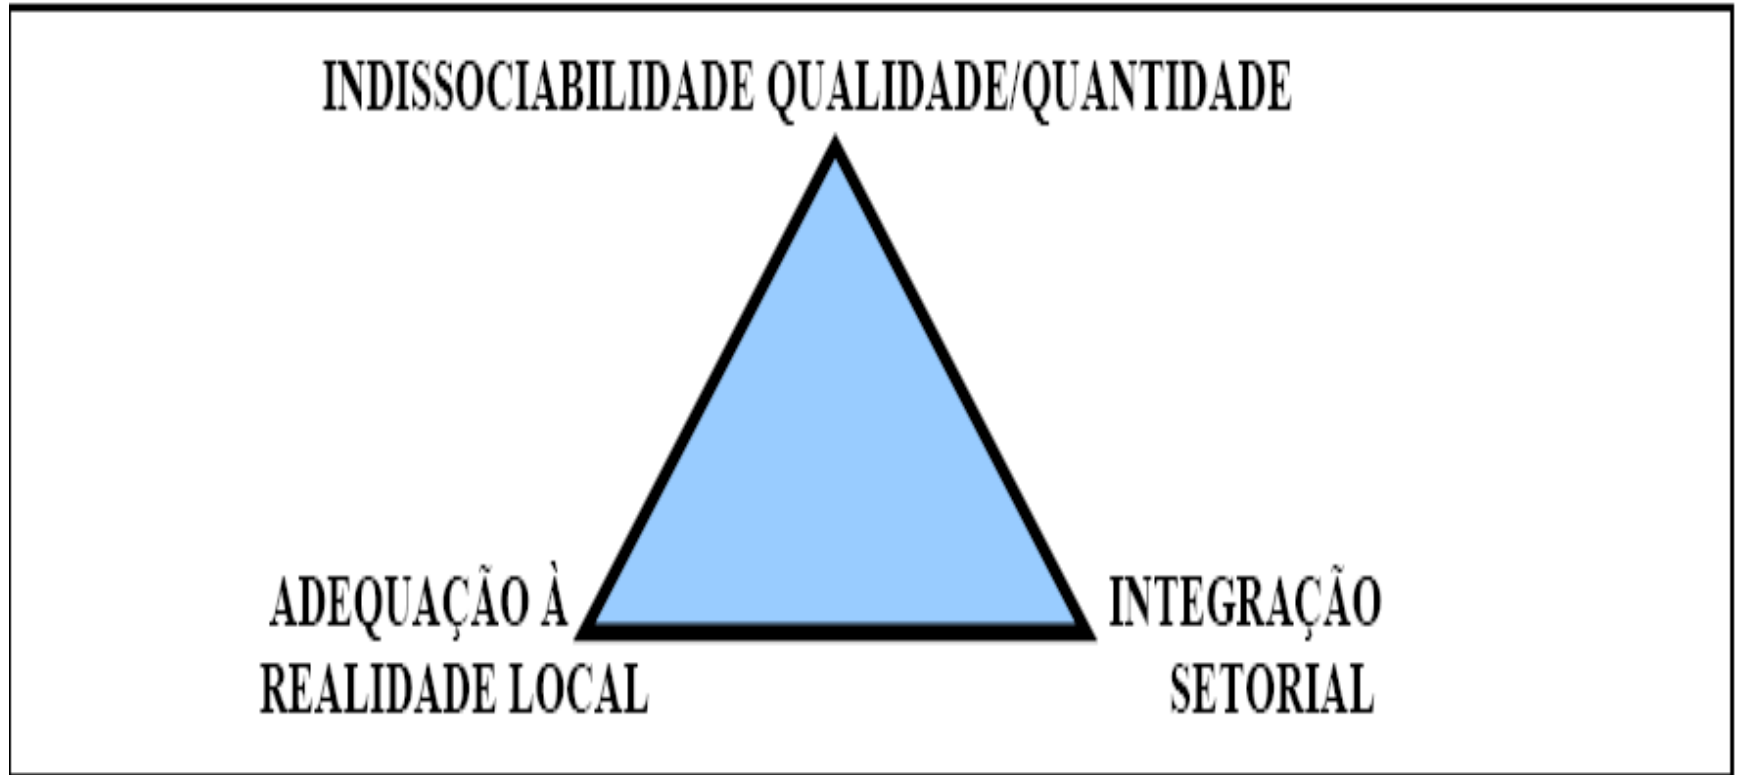 INDISSOCIABILIDADE QUALIDADE/QUANTIDADE
ADEQUAÇÃO À
REALIDADE LOCAL
INTEGRAÇÃO
SETORIAL